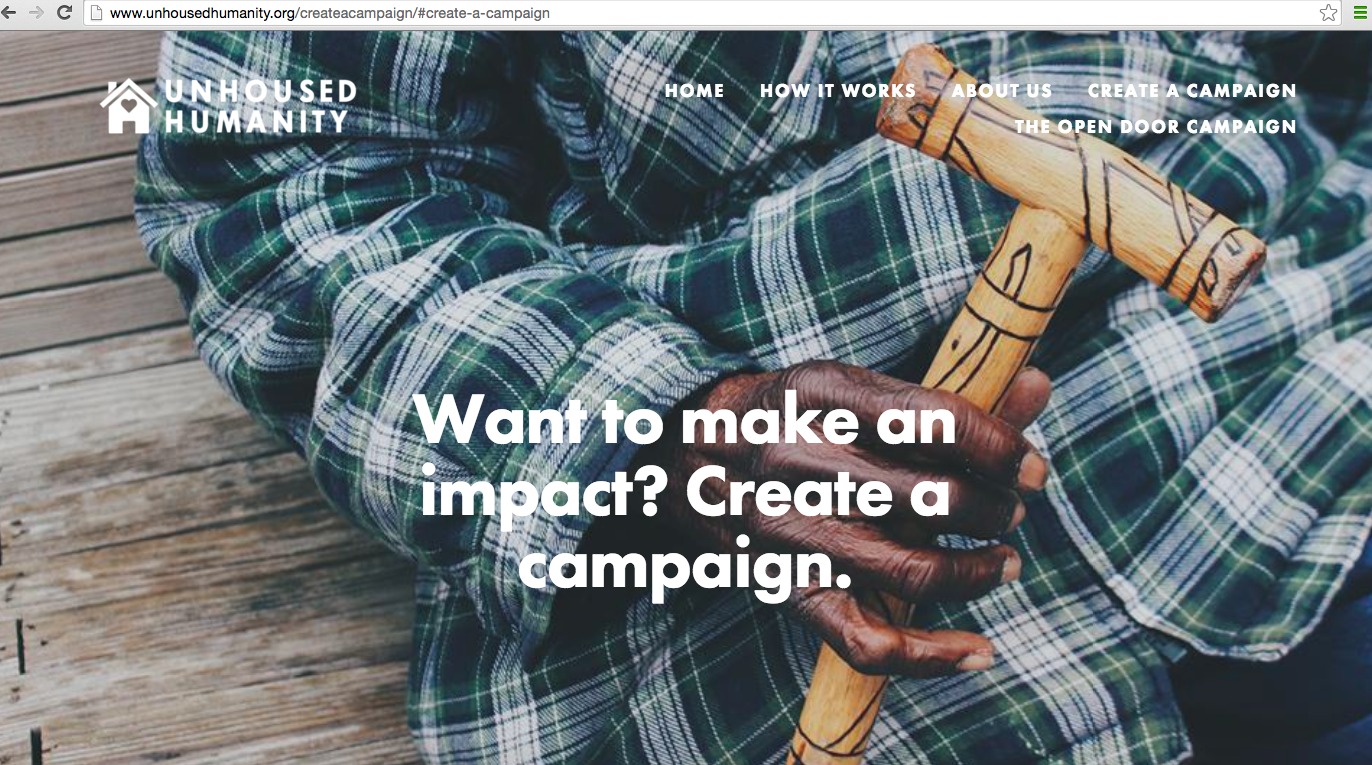 www.unhousedhumanity.org/createacampaign/#create-a-campaign
UNHOUSED
HUMANITY
HOME HOW IT WORKS ABOUT US CREATE A CAMPAIGN
THE OPEN DOOR CAMPAIGN
Want to make an
impact? Create a
campaign.